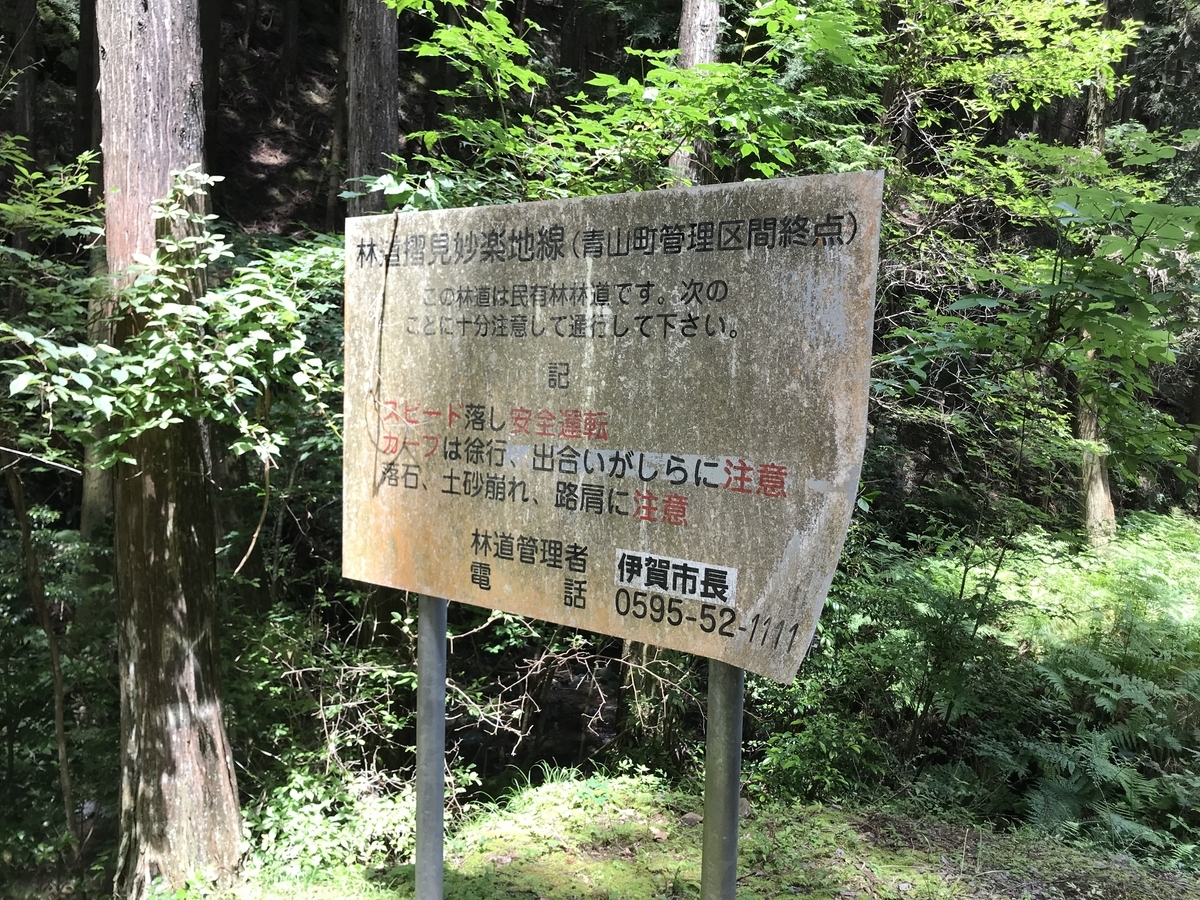 林道摺見妙楽地線(青山町管理区間終点)
この林道は民有林林道です。次の
ことに十分注意して通行して下さい。
記
スピード落し安全運転
カーブは徐行、出合いがしらに注意
落石、土砂崩れ、路肩に注意
林道管理者 伊賀市長
電話 0595-52-1111